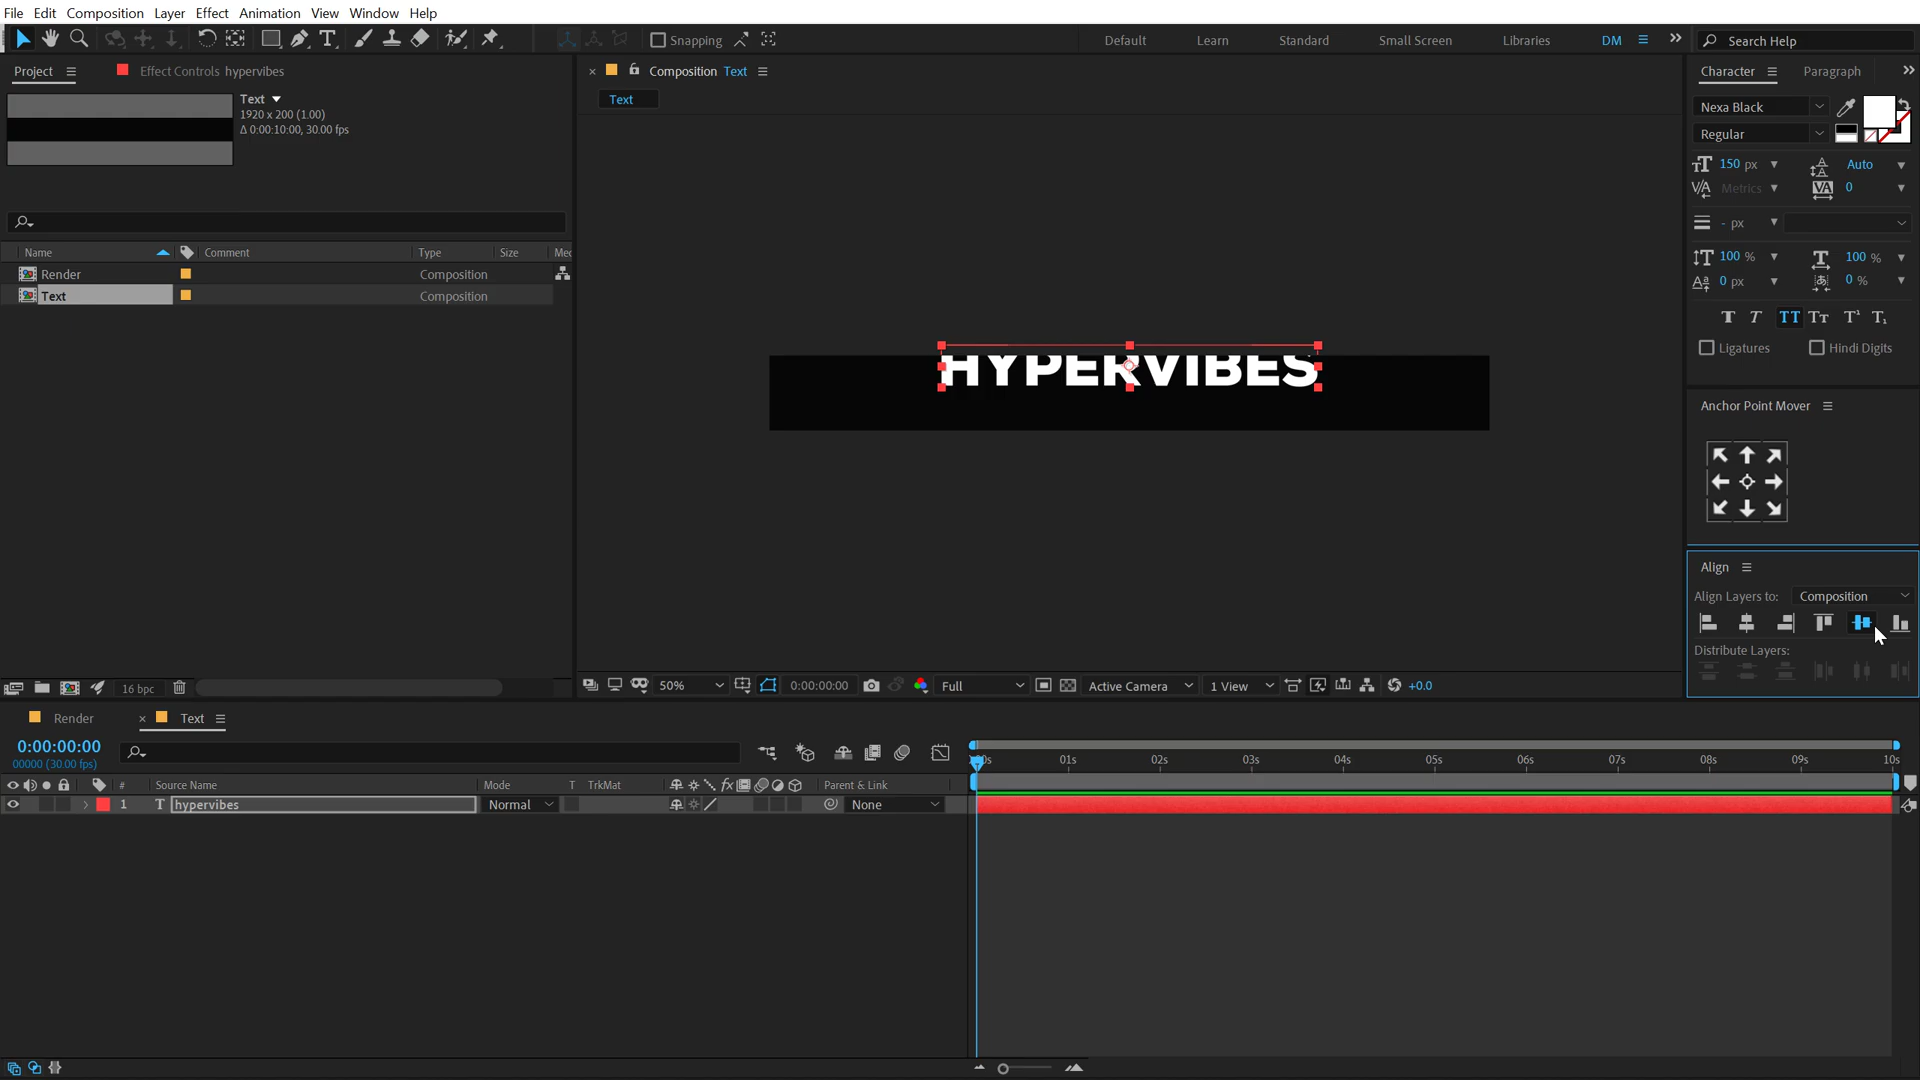 File Edit Composition Layer Effect Animation View Window Help
Snapping Default Learn Standard Small Screen Libraries DM Search Help
Project Effect Controls hypervibes
Composition Text
Character Paragraph
Text
1920 x 200 (1.00)
Δ 0:00:10:00, 30.00 fps
Text
Nexa Black
Regular
150 px Auto
Metrics 0
- px
100 % 100 %
0 px 0 %
Ligatures Hindi Digits
Name Comment Type Size Mec
Render Composition
Text Composition
HYPERVIBES
Anchor Point Mover
Align
Align Layers to: Composition
Distribute Layers:
16 bpc
50% 0:00:00:00 Full Active Camera 1 View +0.0
Render Text
0:00:00:00
00000 (30.00 fps)
01s 02s 03s 04s 05s 06s 07s 08s 09s 10s
# Source Name Mode T TrkMat Parent & Link
1 T hypervibes Normal None